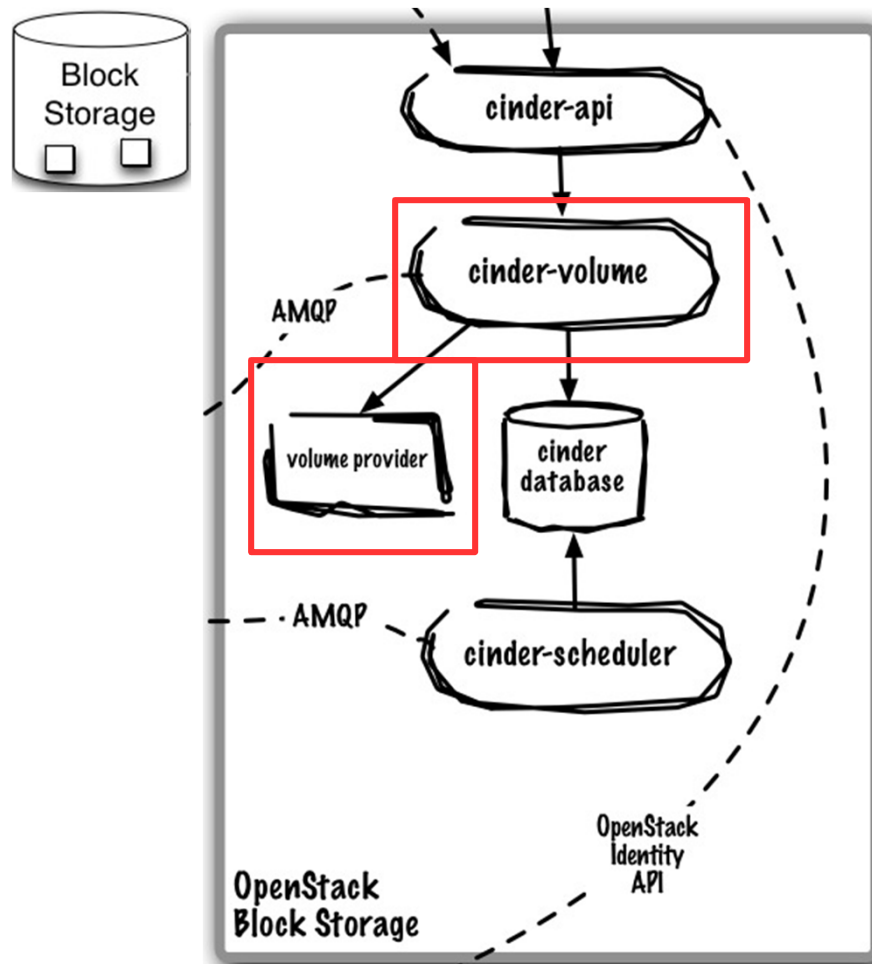 Block
Storage
cinder-api
cinder-volume
AMQP
volume provider
cinder
database
AMQP
cinder-scheduler
OpenStack
Identity
API
OpenStack
Block Storage